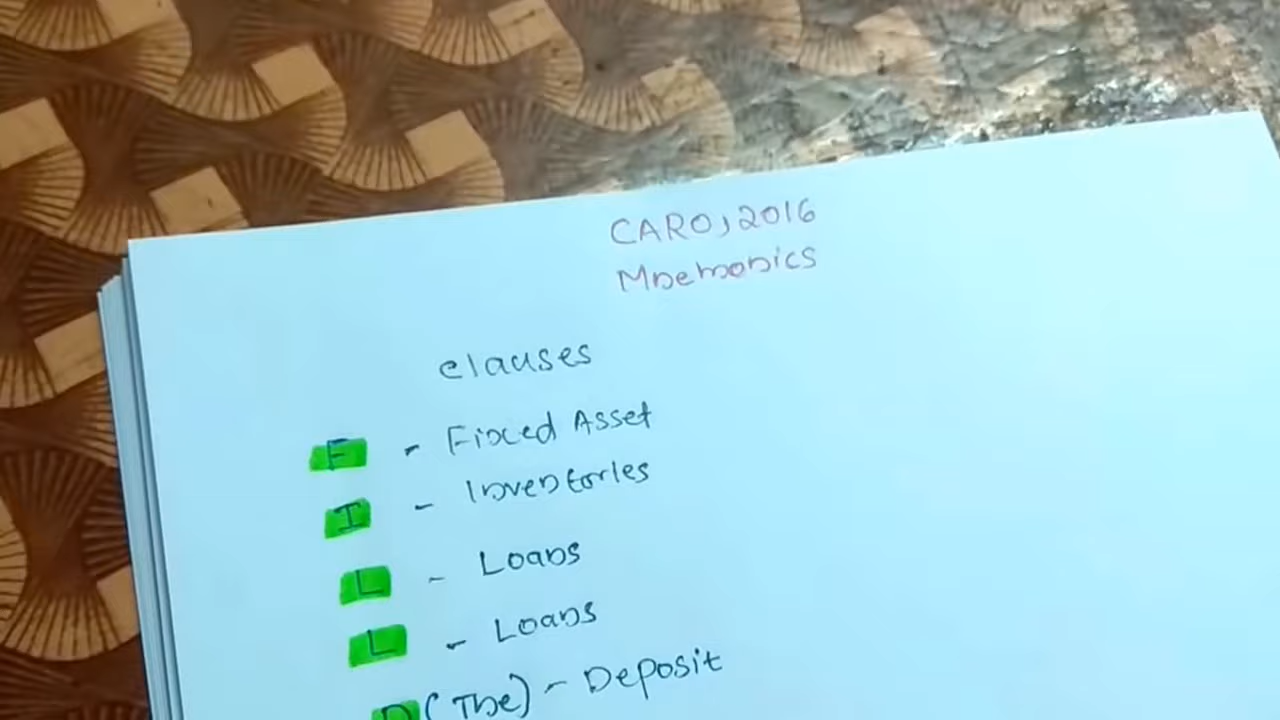 CARO, 2016
Mnemonics
clauses
F - Fixed Asset
I - Inventories
L - Loans
L - Loans
D (The) - Deposit